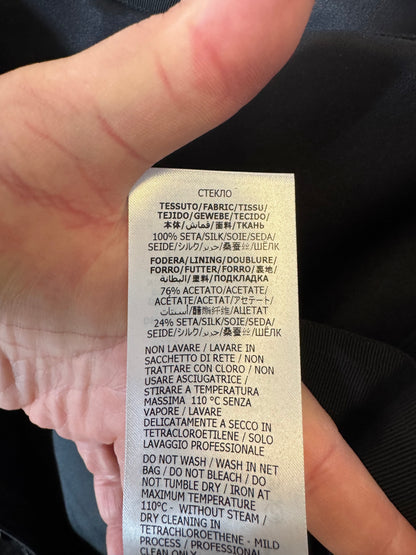 СТЕКЛО
TESSUTO/FABRIC/TISSU/
TEJIDO/GEWEBE/TECIDO/
本体/قماش/面料/ТКАНЬ
100% SETA/SILK/SOIE/SEDA/
SEIDE/シルク/حرير/桑蚕丝/ШЁЛК
FODERA/LINING/DOUBLURE/
FORRO/FUTTER/FORRO/裏地/
البطانة/里料/ПОДКЛАДКА
76% ACETATO/ACETATE/
ACÉTATE/ACETAT/アセテート/
أسيتات/醋酯纤维/АЦЕТАТ
24% SETA/SILK/SOIE/SEDA/
SEIDE/シルク/حرير/桑蚕丝/ШЁЛК
NON LAVARE / LAVARE IN
SACCHETTO DI RETE / NON
TRATTARE CON CLORO / NON
USARE ASCIUGATRICE /
STIRARE A TEMPERATURA
MASSIMA 110 °C SENZA
VAPORE / LAVARE
DELICATAMENTE A SECCO IN
TETRACLOROETILENE / SOLO
LAVAGGIO PROFESSIONALE
DO NOT WASH / WASH IN NET
BAG / DO NOT BLEACH / DO
NOT TUMBLE DRY / IRON AT
MAXIMUM TEMPERATURE
110°C - WITHOUT STEAM /
DRY CLEANING IN
TETRACHLOROETHENE - MILD
PROCESS / PROFESSIONAL
CLEAN ONLY